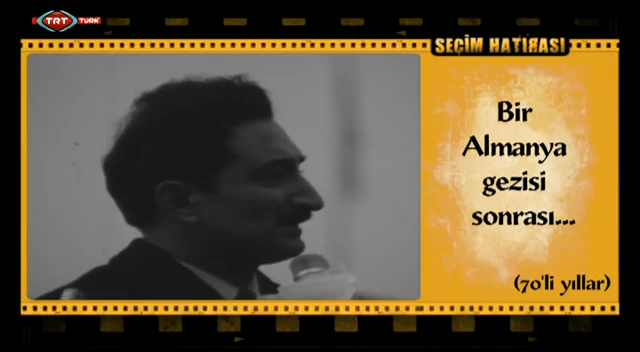 TRT TÜRK
SEÇİM HATIRASI
Bir
Almanya
gezisi
sonrası...
(70'li yıllar)